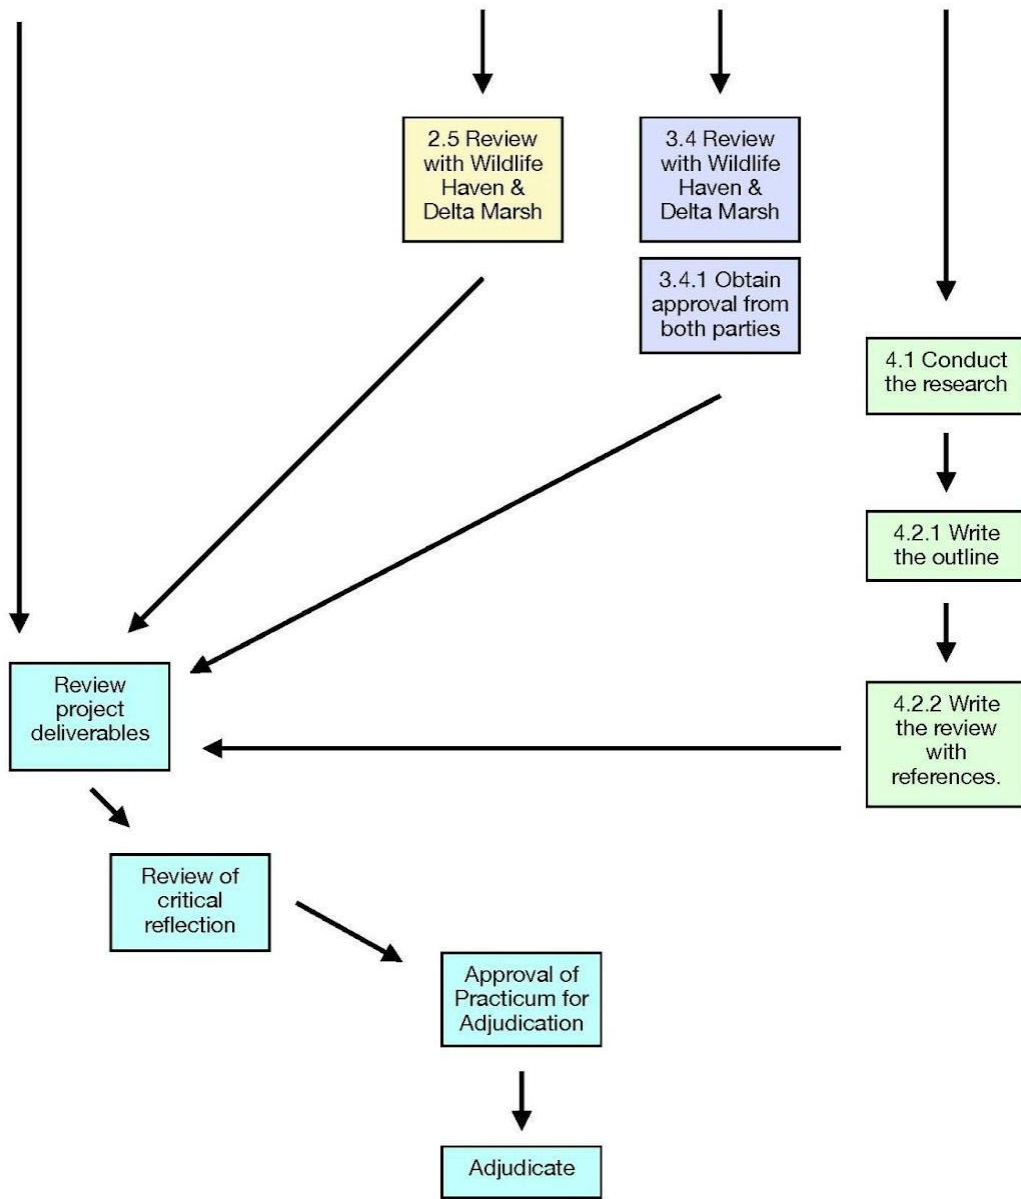 2.5 Review
with Wildlife
Haven &
Delta Marsh
3.4 Review
with Wildlife
Haven &
Delta Marsh
3.4.1 Obtain
approval from
both parties
4.1 Conduct
the research
4.2.1 Write
the outline
4.2.2 Write
the review
with
references.
Review
project
deliverables
Review of
critical
reflection
Approval of
Practicum for
Adjudication
Adjudicate